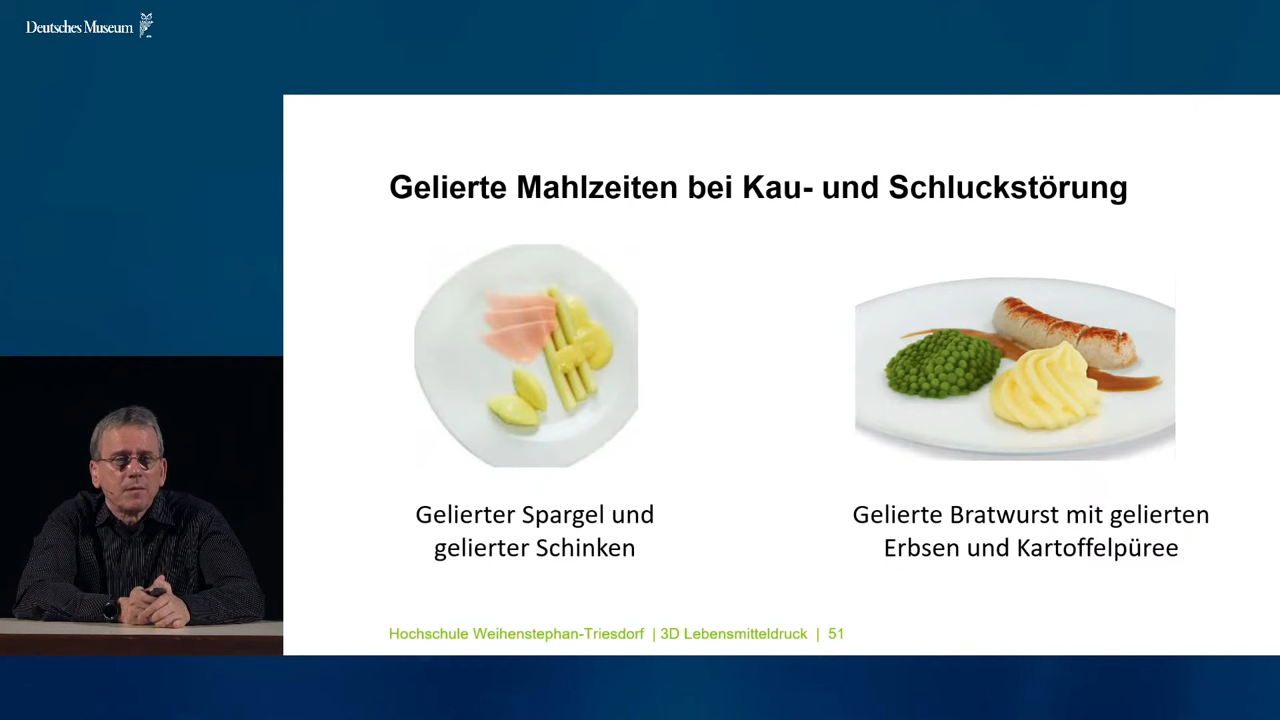 Deutsches Museum
Gelierte Mahlzeiten bei Kau- und Schluckstörung
Gelierter Spargel und
gelierter Schinken
Gelierte Bratwurst mit gelierten
Erbsen und Kartoffelpüree
Hochschule Weihenstephan-Triesdorf | 3D Lebensmitteldruck | 51